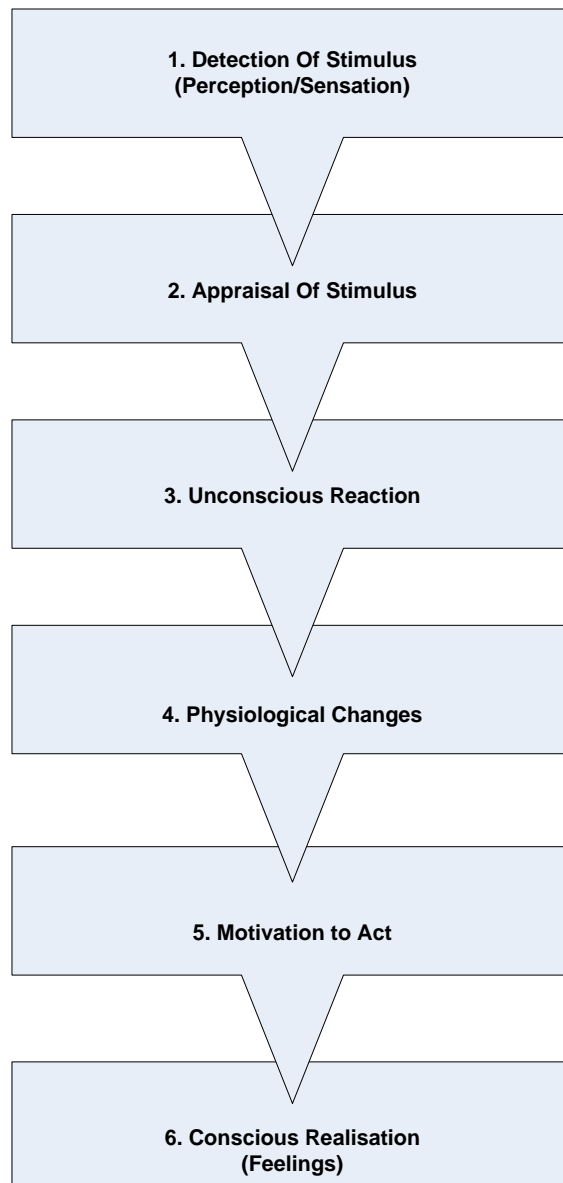 1. Detection Of Stimulus
(Perception/Sensation)
2. Appraisal Of Stimulus
3. Unconscious Reaction
4. Physiological Changes
5. Motivation to Act
6. Conscious Realisation
(Feelings)